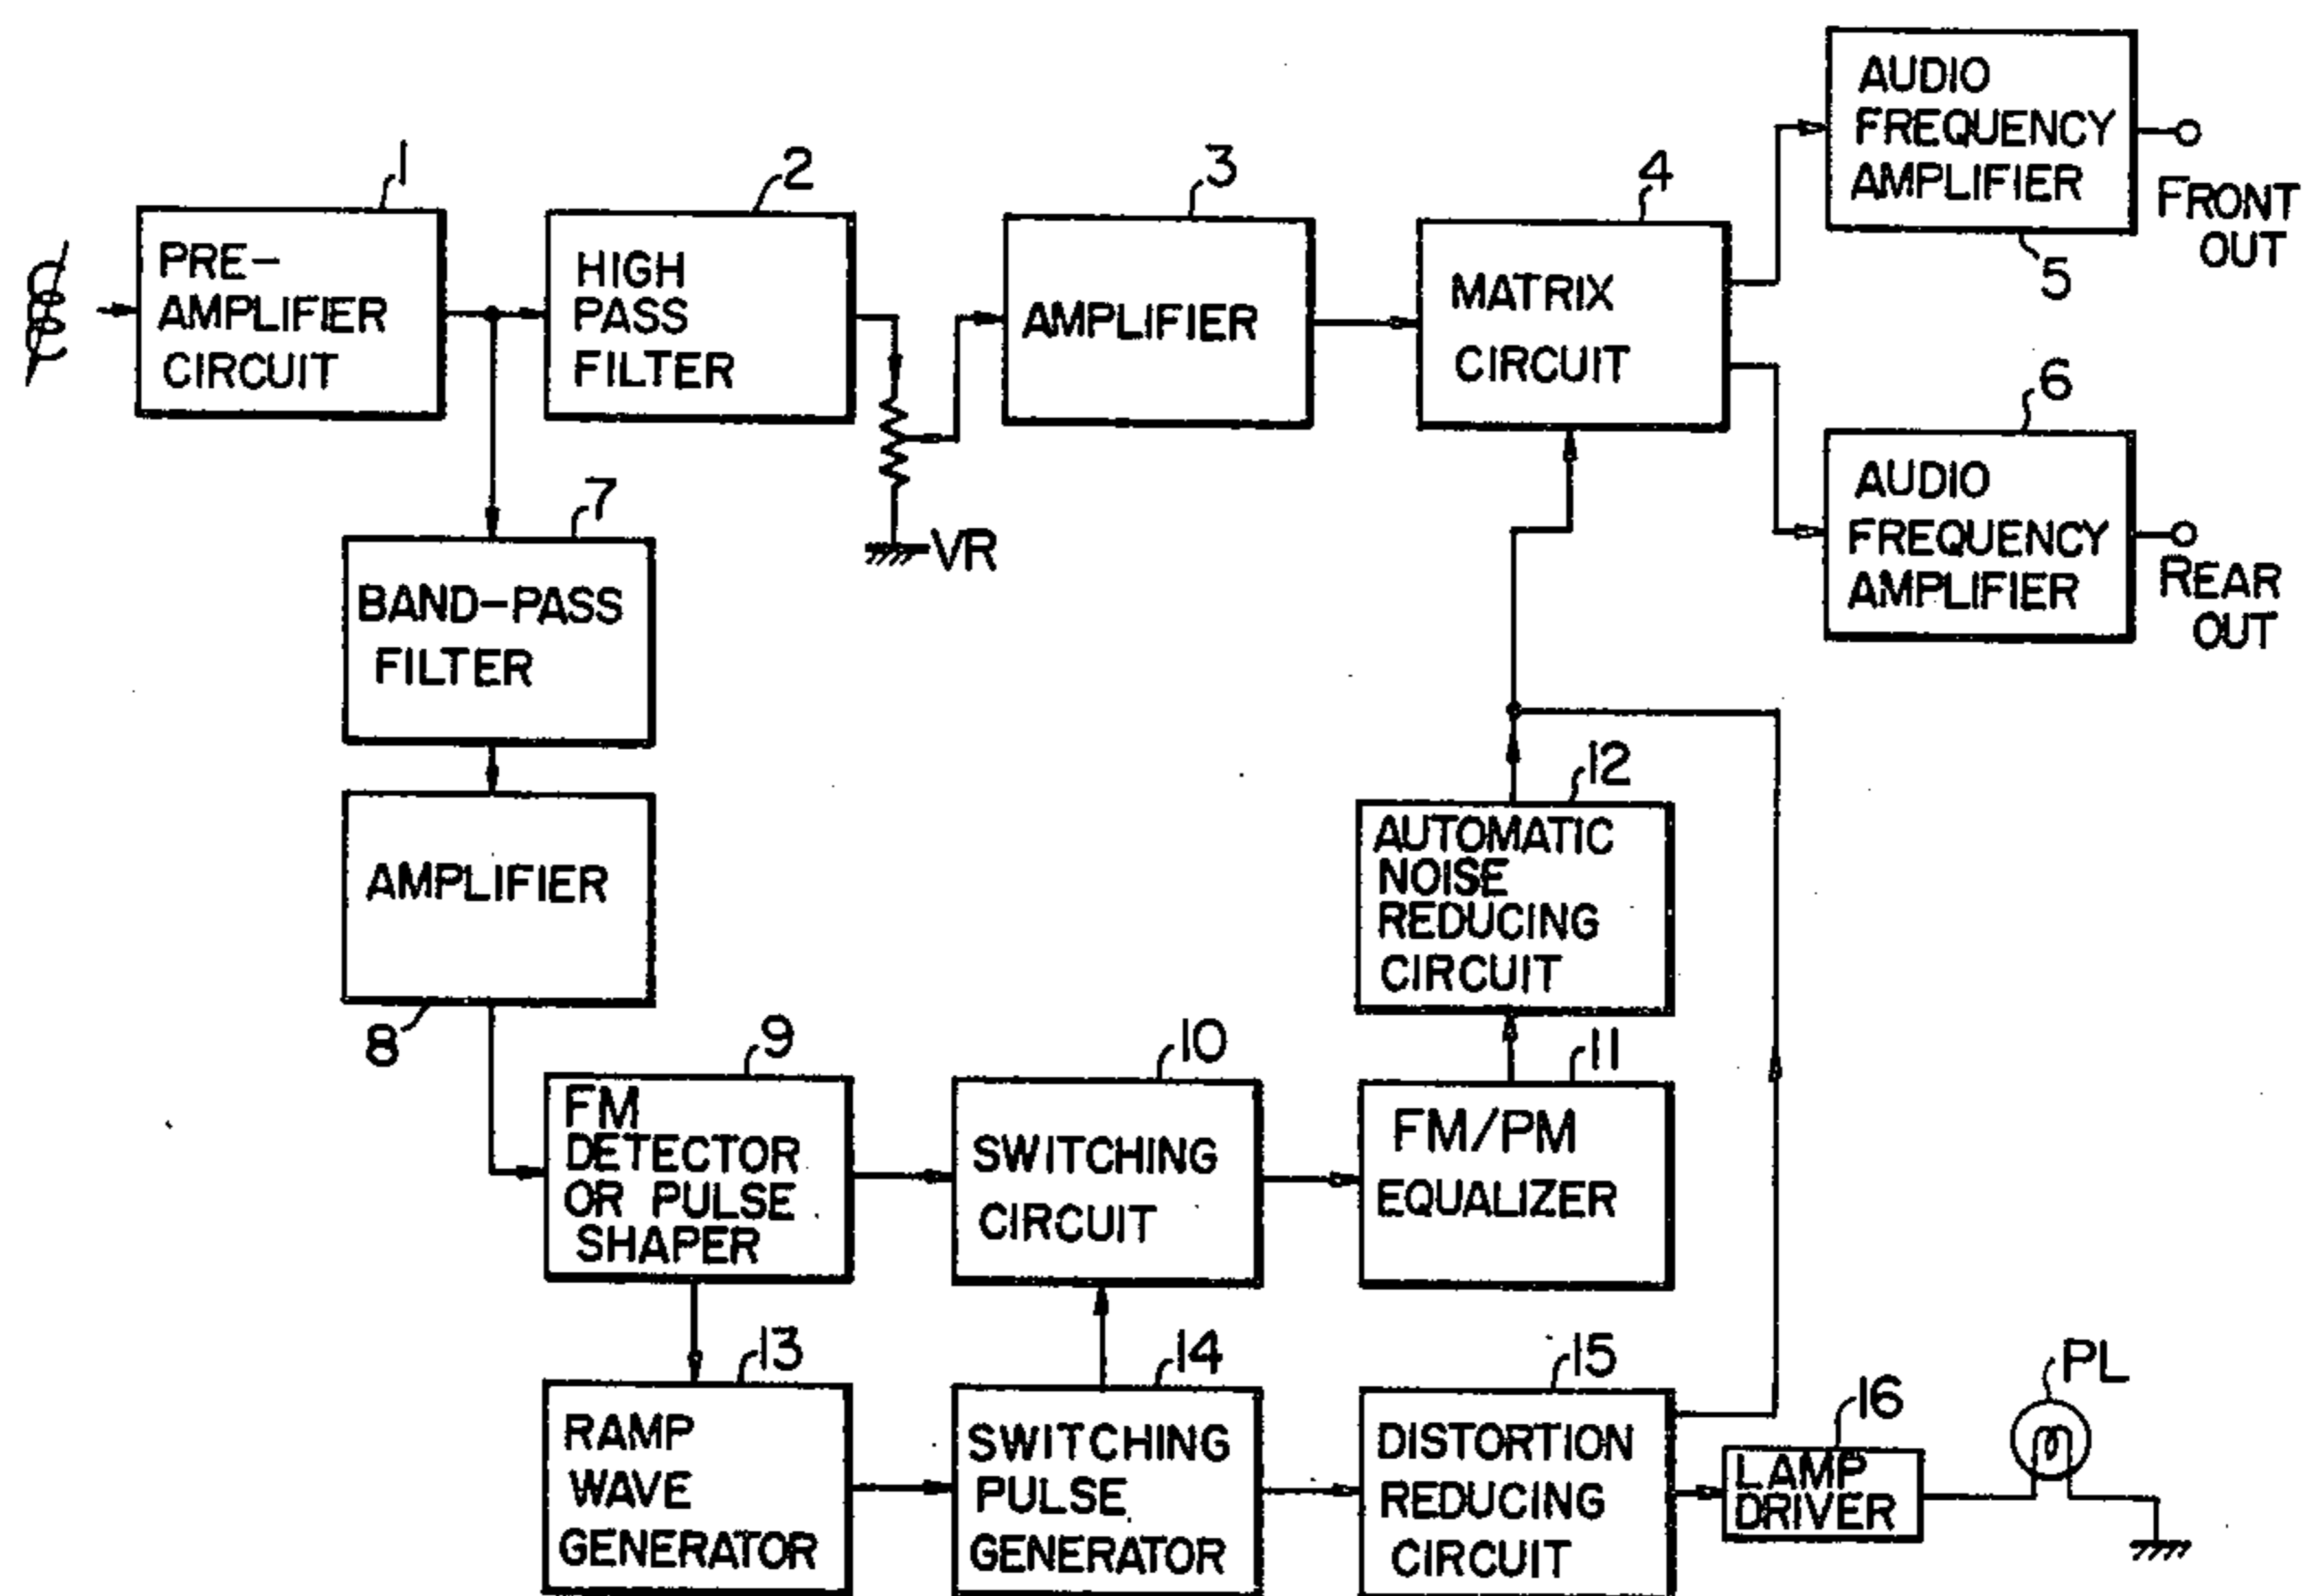 1
PRE-
AMPLIFIER
CIRCUIT
2
HIGH
PASS
FILTER
VR
3
AMPLIFIER
4
MATRIX
CIRCUIT
AUDIO
FREQUENCY
AMPLIFIER
5
FRONT
OUT
6
AUDIO
FREQUENCY
AMPLIFIER
REAR
OUT
7
BAND-PASS
FILTER
AMPLIFIER
8
9
FM
DETECTOR
OR PULSE
SHAPER
10
SWITCHING
CIRCUIT
11
FM/PM
EQUALIZER
12
AUTOMATIC
NOISE
REDUCING
CIRCUIT
13
RAMP
WAVE
GENERATOR
14
SWITCHING
PULSE
GENERATOR
15
DISTORTION
REDUCING
CIRCUIT
16
LAMP
DRIVER
PL